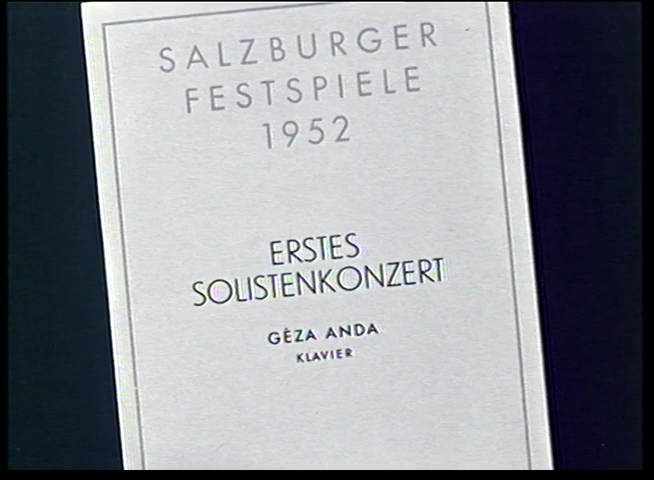 SALZBURGER
FESTSPIELE
1952
ERSTES
SOLISTENKONZERT
GÉZA ANDA
KLAVIER